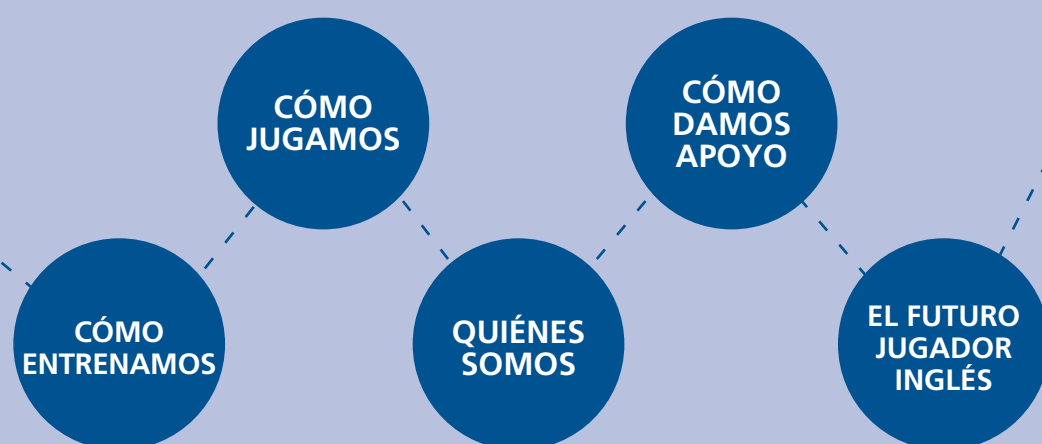 CÓMO
JUGAMOS
CÓMO
DAMOS
APOYO
CÓMO
ENTRENAMOS
QUIÉNES
SOMOS
EL FUTURO
JUGADOR
INGLÉS